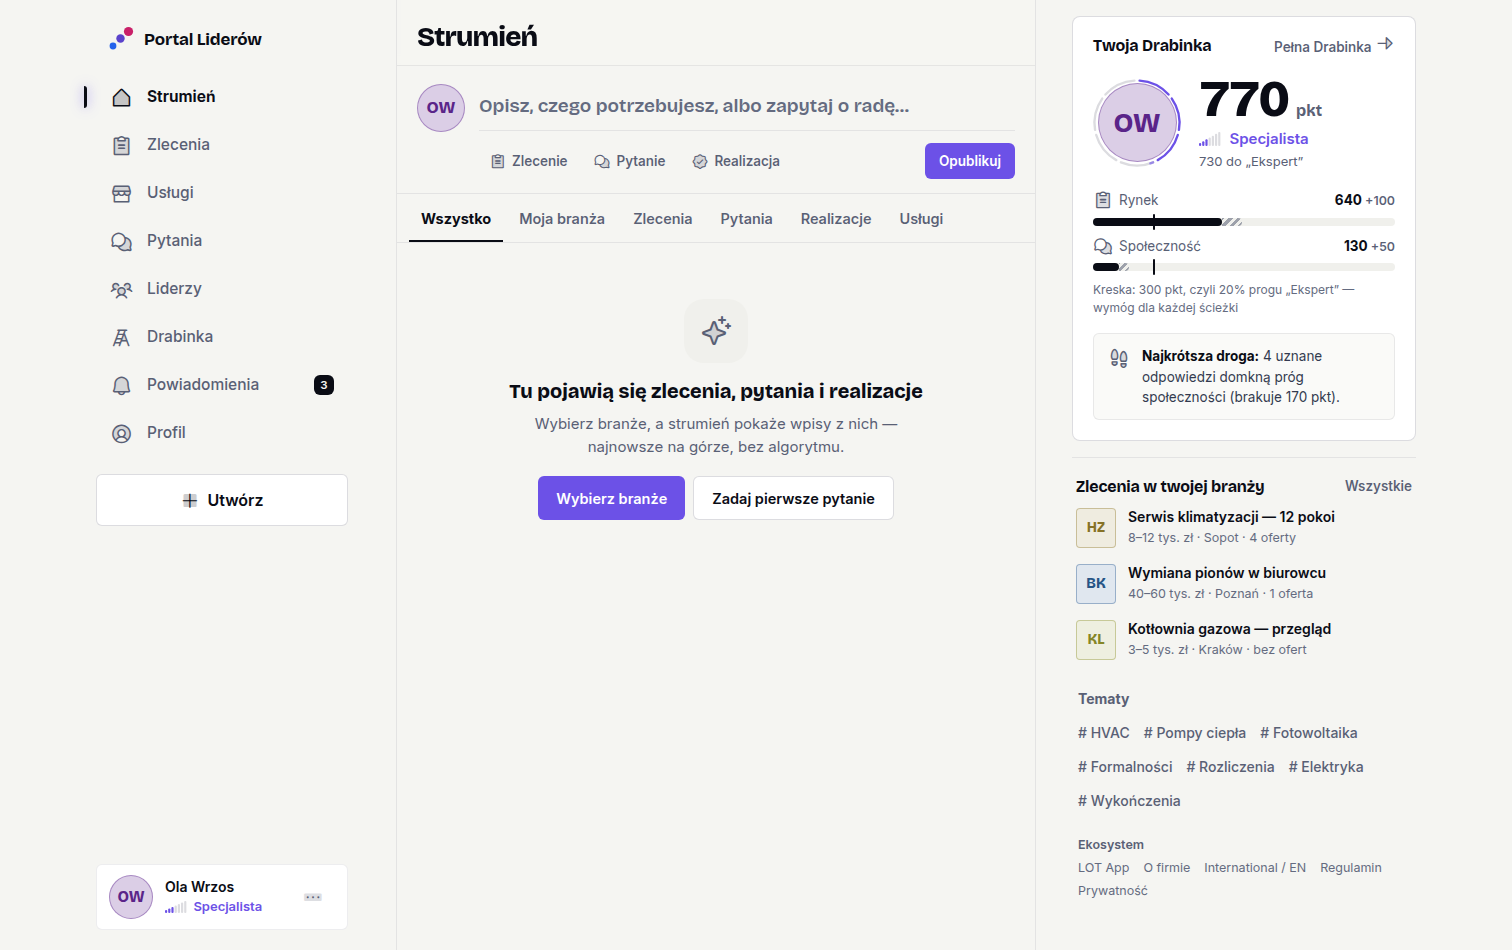 Portal Liderów
Strumień
Zlecenia
Usługi
Pytania
Liderzy
Drabinka
Powiadomienia 3
Profil
Utwórz
OW
Ola Wrzos
Specjalista
Strumień
OW
Opisz, czego potrzebujesz, albo zapytaj o radę...
Zlecenie Pytanie Realizacja Opublikuj
Wszystko Moja branża Zlecenia Pytania Realizacje Usługi
Tu pojawią się zlecenia, pytania i realizacje
Wybierz branże, a strumień pokaże wpisy z nich —
najnowsze na górze, bez algorytmu.
Wybierz branże Zadaj pierwsze pytanie
Twoja Drabinka Pełna Drabinka
OW
770 pkt
Specjalista
730 do „Ekspert”
Rynek 640 +100
Społeczność 130 +50
Kreska: 300 pkt, czyli 20% progu „Ekspert” —
wymóg dla każdej ścieżki
Najkrótsza droga: 4 uznane
odpowiedzi domkną próg
społeczności (brakuje 170 pkt).
Zlecenia w twojej branży Wszystkie
HZ
Serwis klimatyzacji — 12 pokoi
8–12 tys. zł · Sopot · 4 oferty
BK
Wymiana pionów w biurowcu
40–60 tys. zł · Poznań · 1 oferta
KL
Kotłownia gazowa — przegląd
3–5 tys. zł · Kraków · bez ofert
Tematy
# HVAC # Pompy ciepła # Fotowoltaika
# Formalności # Rozliczenia # Elektryka
# Wykończenia
Ekosystem
LOT App O firmie International / EN Regulamin
Prywatność